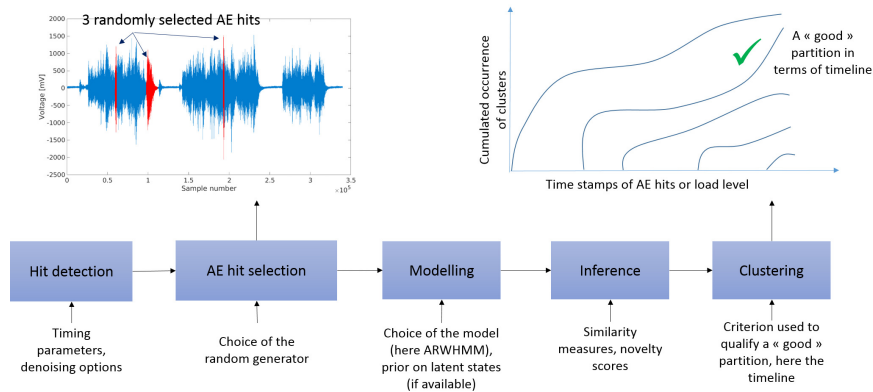 3 randomly selected AE hits
2000
1500
1000
500
0
-500
-1000
-1500
-2000
-2500
Voltage [mV]
0 0.5 1 1.5 2 2.5 3 3.5
Sample number
×10⁵
Cumulated occurrence
of clusters
A « good »
partition in
terms of timeline
Time stamps of AE hits or load level
Hit detection
AE hit selection
Modelling
Inference
Clustering
Timing
parameters,
denoising options
Choice of the
random generator
Choice of the model
(here ARWHMM),
prior on latent states
(if available)
Similarity
measures, novelty
scores
Criterion used to
qualify a « good »
partition, here the
timeline